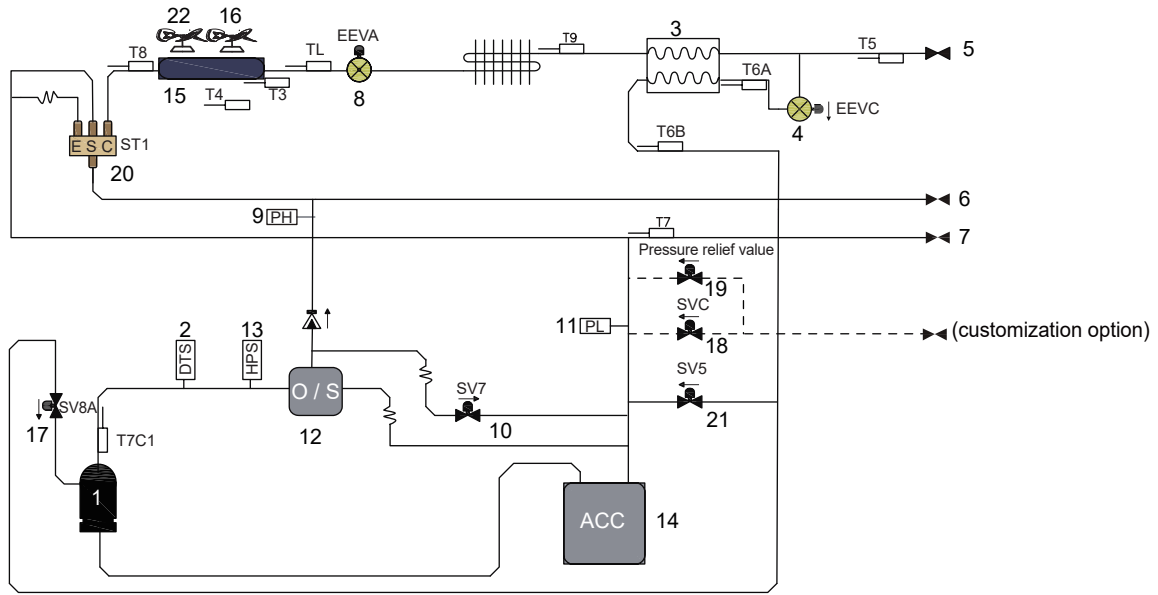 22
16
3
T8
TL
EEVA
T9
T5
5
15
T3
T4
8
T6A
EEVC
4
E S C
ST1
20
T6B
6
9
PH
T7
7
Pressure relief value
19
SVC
11
PL
18
(customization option)
2
13
DTS
HPS
O / S
12
SV7
10
SV5
21
SV8A
17
T7C1
1
ACC
14